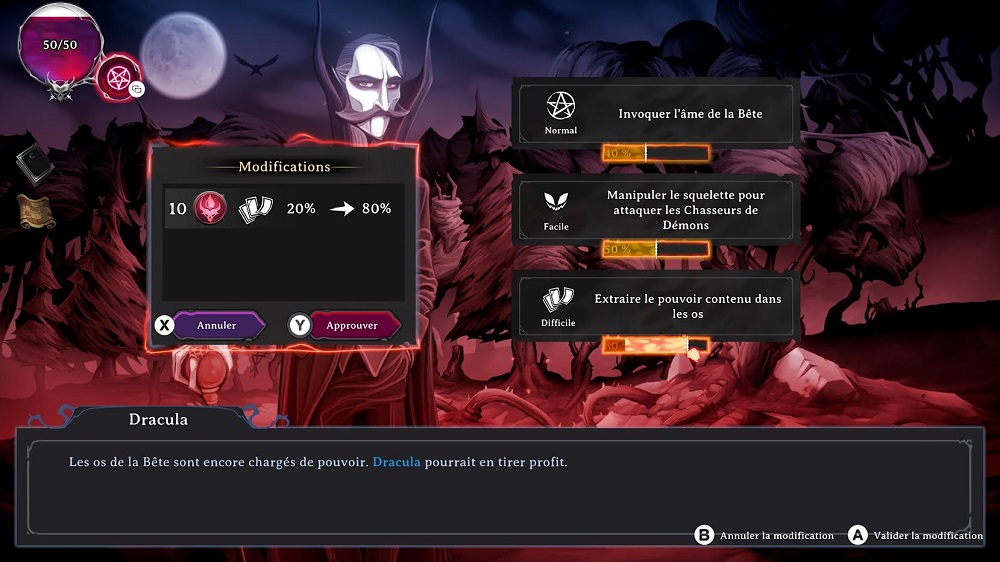 50/50
Modifications
10 20% 80%
X Annuler
Y Approuver
Normal
Invoquer l'âme de la Bête
40 %
Facile
Manipuler le squelette pour
attaquer les Chasseurs de
Démons
50 %
Difficile
Extraire le pouvoir contenu dans
les os
Dracula
Les os de la Bête sont encore chargés de pouvoir. Dracula pourrait en tirer profit.
B Annuler la modification A Valider la modification